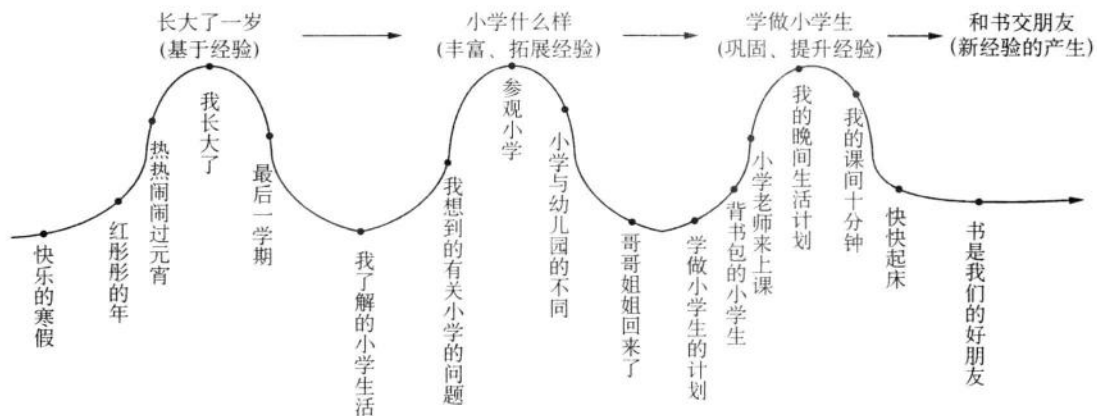 长大了一岁
(基于经验)
小学什么样
(丰富、拓展经验)
学做小学生
(巩固、提升经验)
和书交朋友
(新经验的产生)
快乐的寒假
红彤彤的年
热热闹闹过元宵
我长大了
最后一学期
我了解的小学生活
我想到的有关小学的问题
参观小学
小学与幼儿园的不同
哥哥姐姐回来了
学做小学生的计划
背书包的小学生
小学老师来上课
我的晚间生活计划
我的课间十分钟
快快起床
书是我们的好朋友